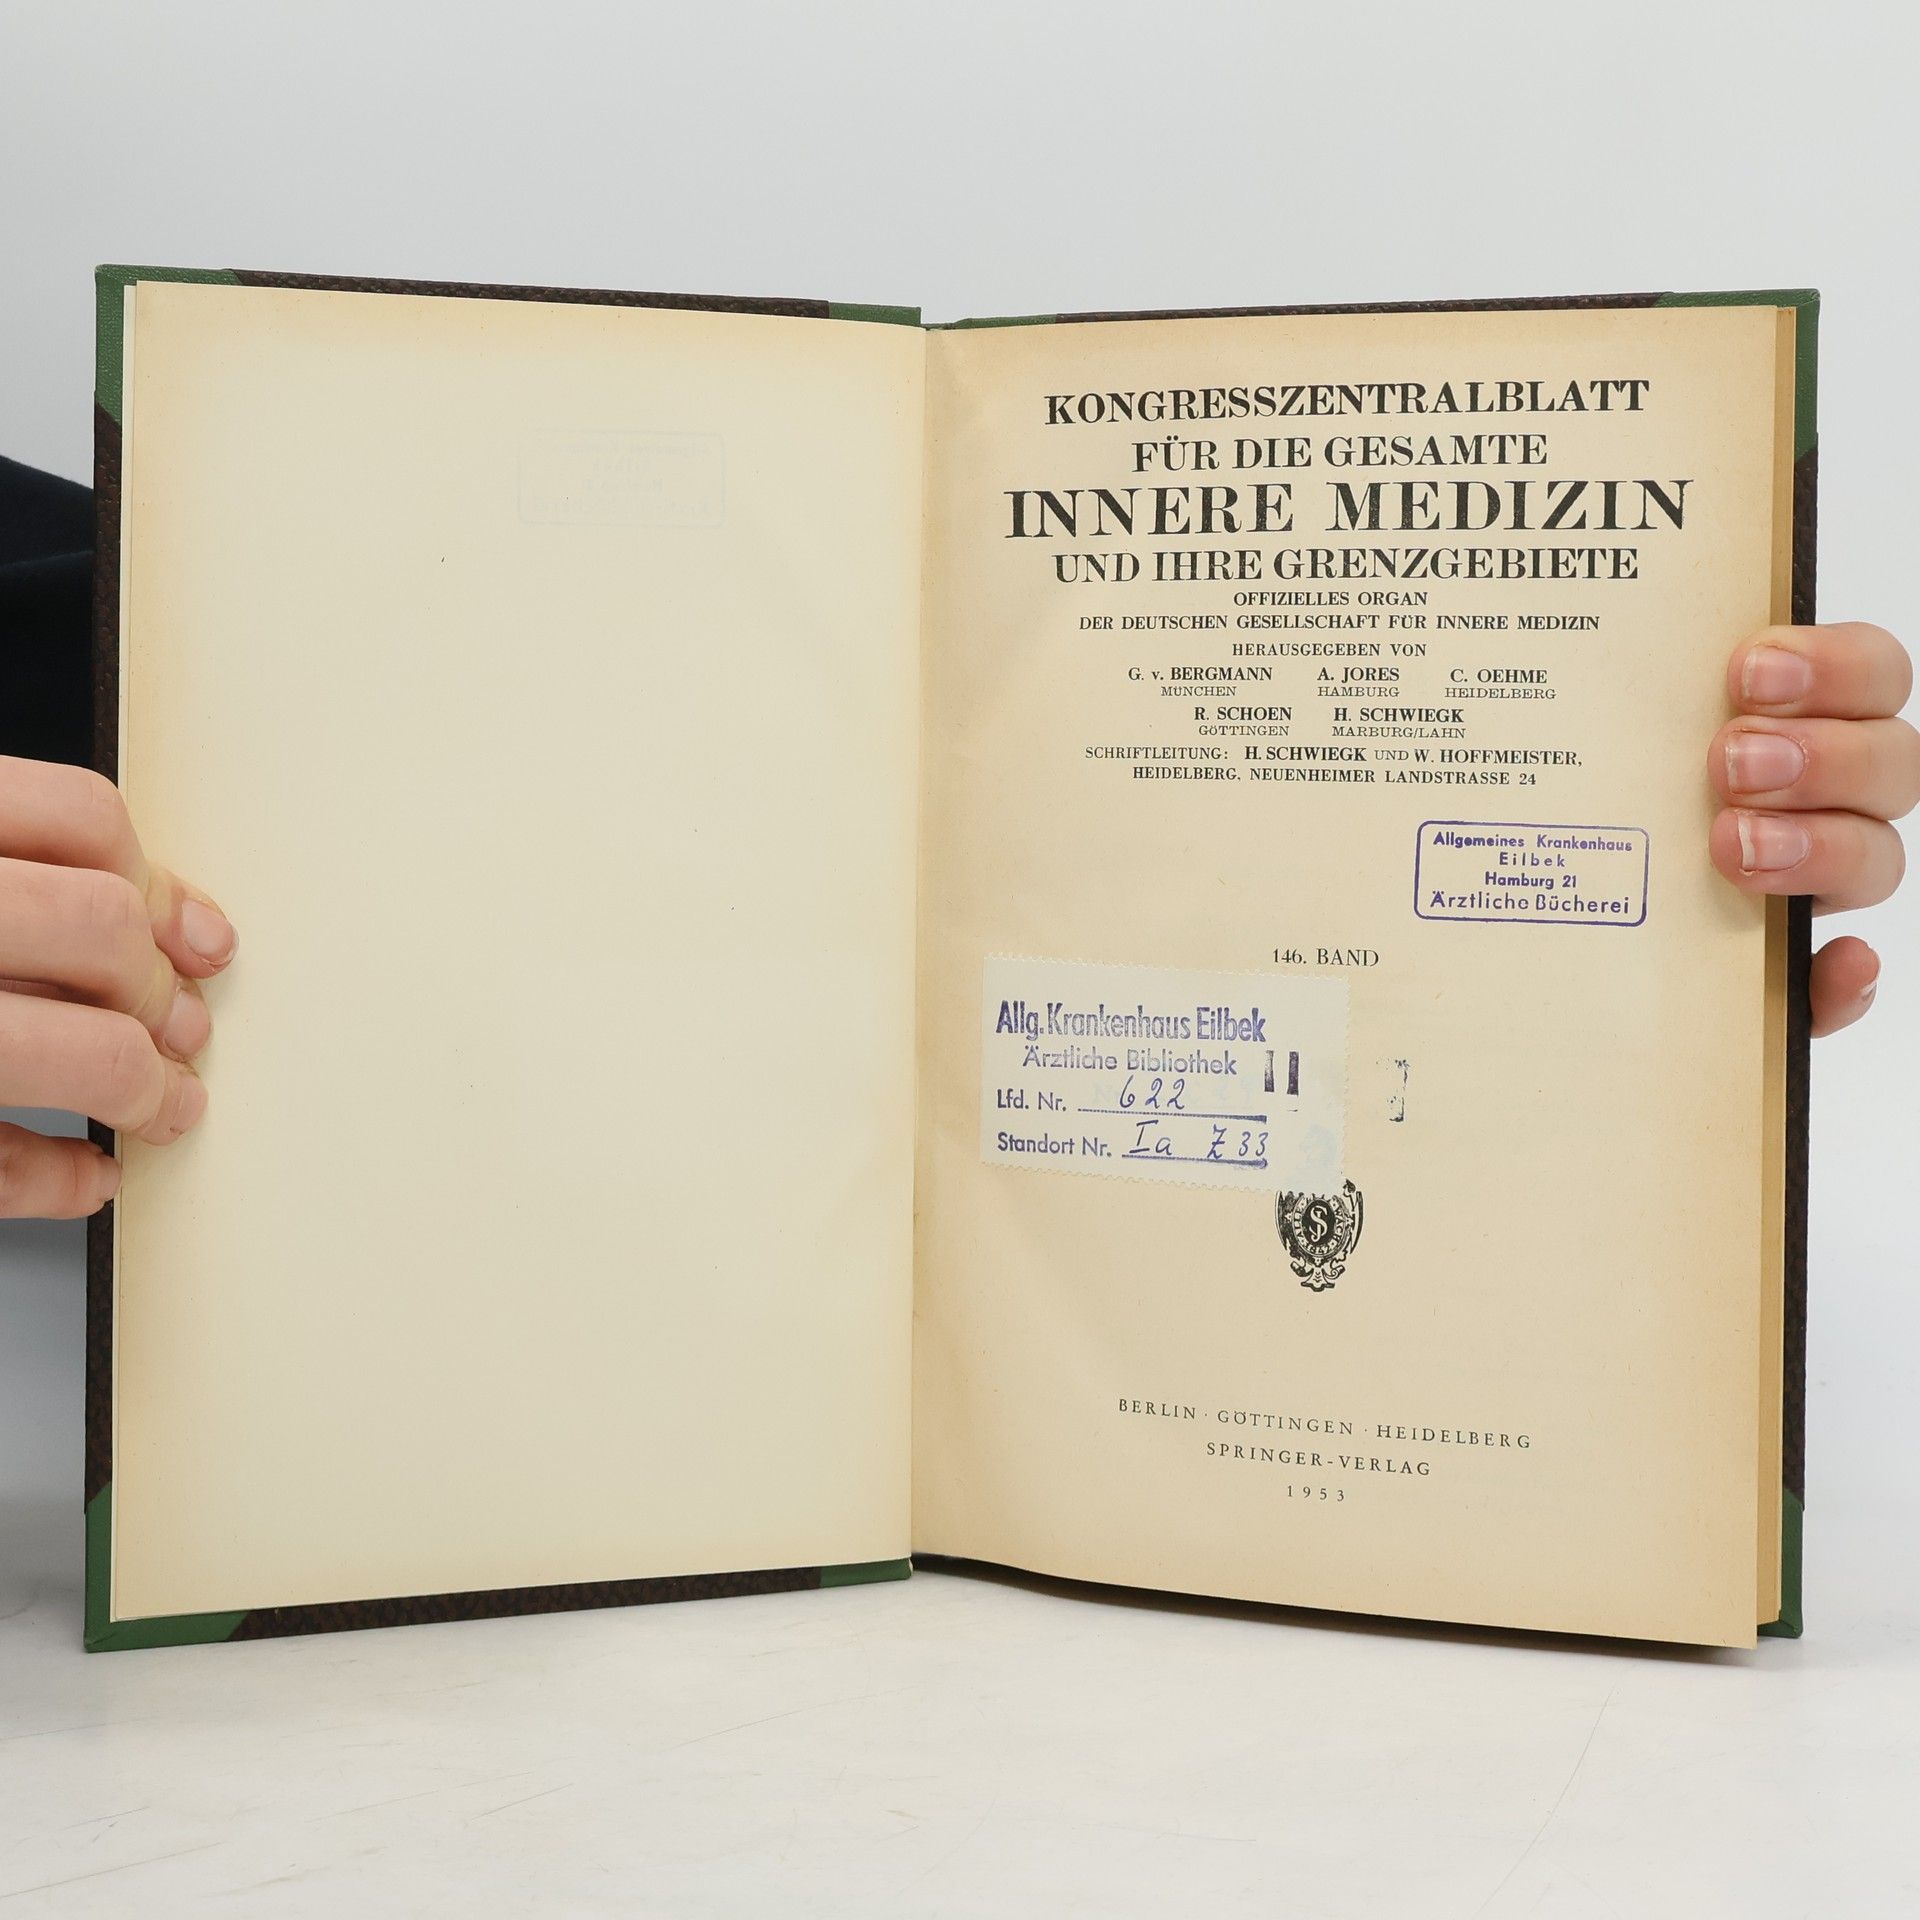 KONGRESSZENTRALBLATT
FÜR DIE GESAMTE
INNERE MEDIZIN
UND IHRE GRENZGEBIETE
OFFIZIELLES ORGAN
DER DEUTSCHEN GESELLSCHAFT FÜR INNERE MEDIZIN
HERAUSGEGEBEN VON
G. v. BERGMANN A. JORES C. OEHME
MÜNCHEN HAMBURG HEIDELBERG
R. SCHOEN H. SCHWIEGK
GÖTTINGEN MARBURG/LAHN
SCHRIFTLEITUNG: H. SCHWIEGK UND W. HOFFMEISTER,
HEIDELBERG, NEUENHEIMER LANDSTRASSE 24
Allgemeines Krankenhaus
Eilbek
Hamburg 21
Ärztliche Bücherei
146. BAND
Allg. Krankenhaus Eilbek
Ärztliche Bibliothek
Lfd. Nr. 622
Standort Nr. Ia Z 33
BERLIN · GÖTTINGEN · HEIDELBERG
SPRINGER-VERLAG
1953